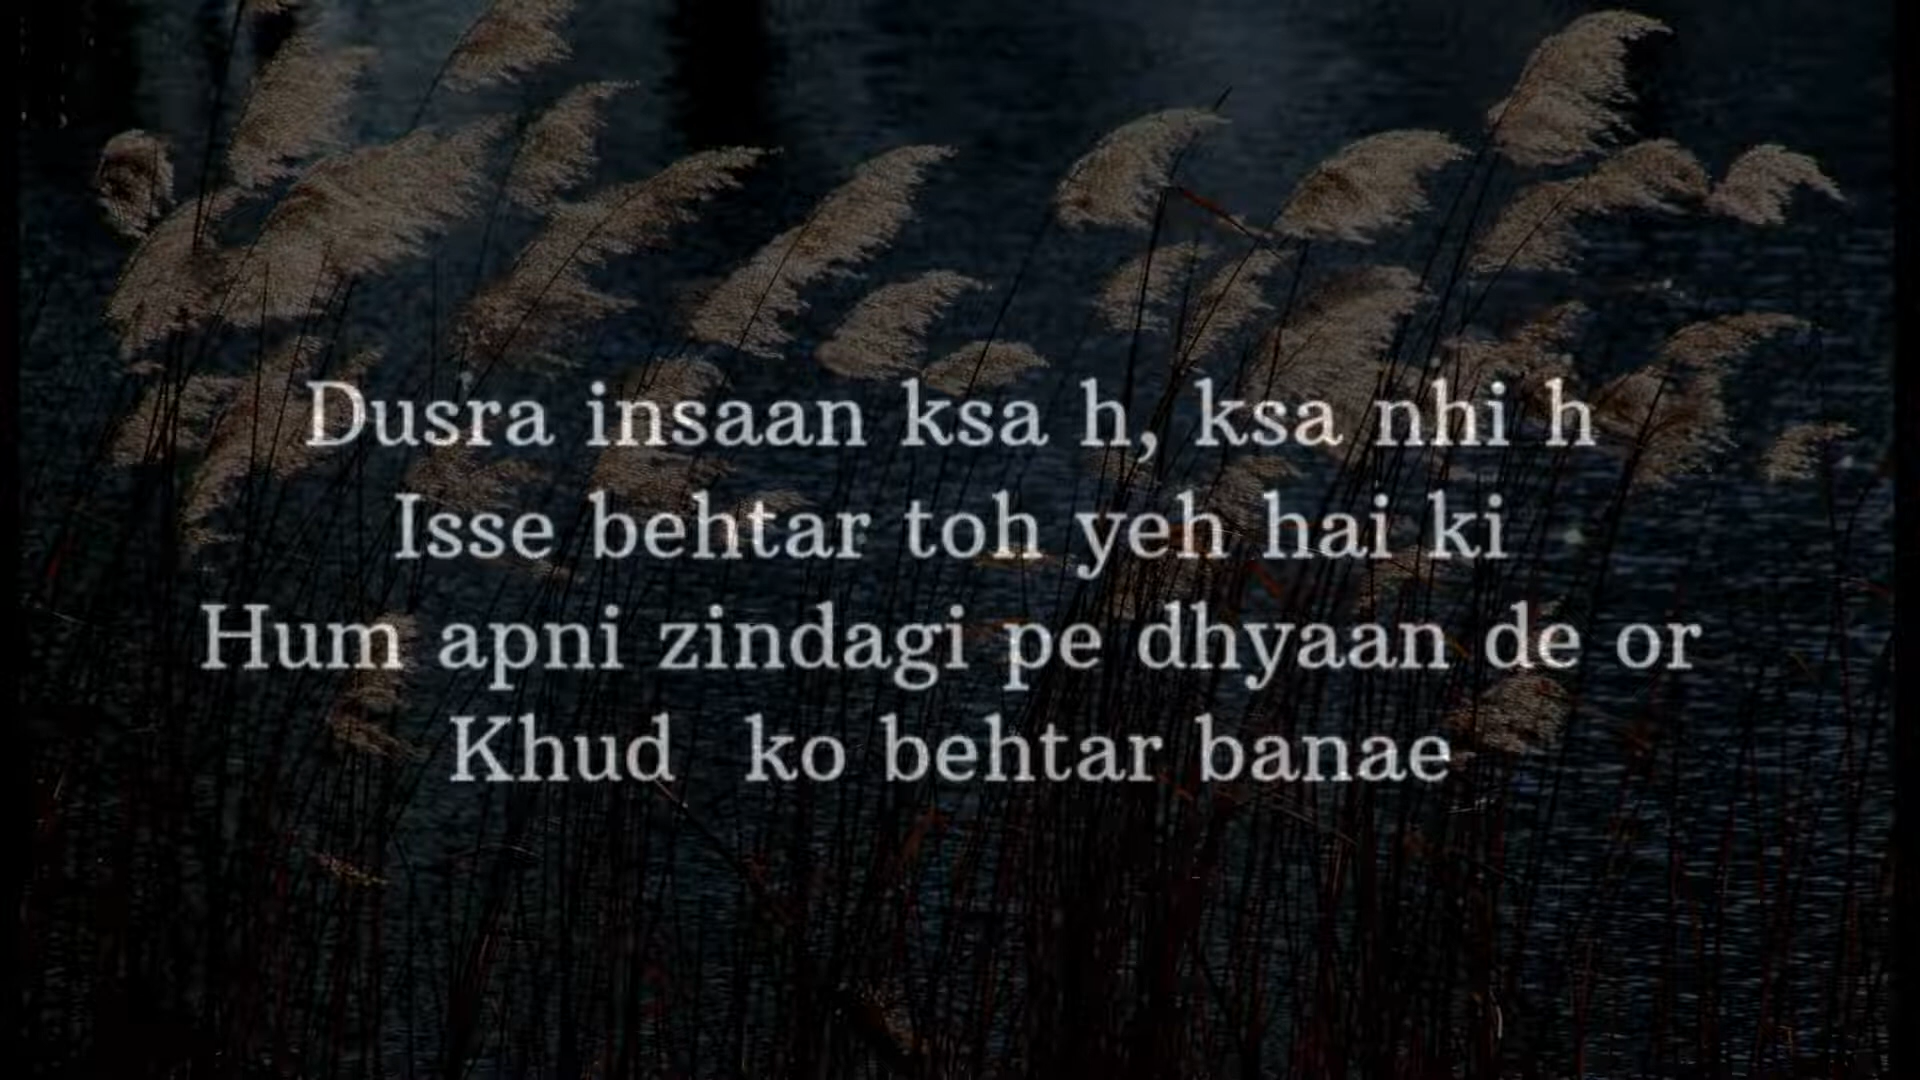 Dusra insaan ksa h, ksa nhi h
Isse behtar toh yeh hai ki
Hum apni zindagi pe dhyaan de or
Khud ko behtar banae